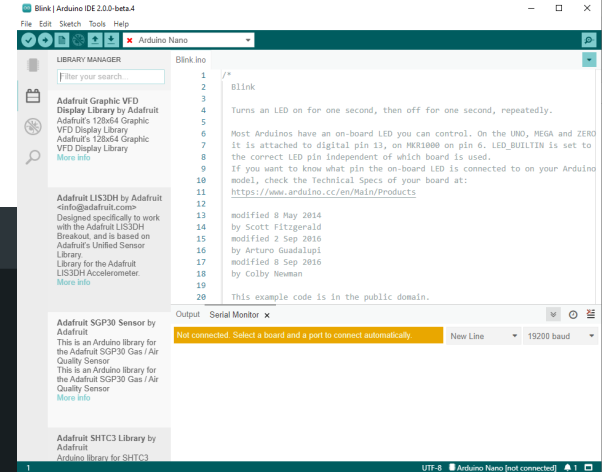 Blink | Arduino IDE 2.0.0-beta.4
File Edit Sketch Tools Help
Arduino Nano
LIBRARY MANAGER
Filter your search...
Adafruit Graphic VFD
Display Library by Adafruit
Adafruit's 128x64 Graphic
VFD Display Library
Adafruit's 128x64 Graphic
VFD Display Library
More info
Adafruit LIS3DH by Adafruit
<info@adafruit.com>
Designed specifically to work
with the Adafruit LIS3DH
Breakout, and is based on
Adafruit's Unified Sensor
Library.
Library for the Adafruit
LIS3DH Accelerometer.
More info
Adafruit SGP30 Sensor by
Adafruit
This is an Arduino library for
the Adafruit SGP30 Gas / Air
Quality Sensor
This is an Arduino library for
the Adafruit SGP30 Gas / Air
Quality Sensor
More info
Adafruit SHTC3 Library by
Adafruit
Arduino library for SHTC3
Blink.ino
1 /*
2 Blink
3
4 Turns an LED on for one second, then off for one second, repeatedly.
5
6 Most Arduinos have an on-board LED you can control. On the UNO, MEGA and ZERO
7 it is attached to digital pin 13, on MKR1000 on pin 6. LED_BUILTIN is set to
8 the correct LED pin independent of which board is used.
9 If you want to know what pin the on-board LED is connected to on your Arduino
10 model, check the Technical Specs of your board at:
11 https://www.arduino.cc/en/Main/Products
12
13 modified 8 May 2014
14 by Scott Fitzgerald
15 modified 2 Sep 2016
16 by Arturo Guadalupi
17 modified 8 Sep 2016
18 by Colby Newman
19
20 This example code is in the public domain.
Output Serial Monitor x
Not connected. Select a board and a port to connect automatically.
New Line 19200 baud
1 UTF-8 Arduino Nano [not connected] 1